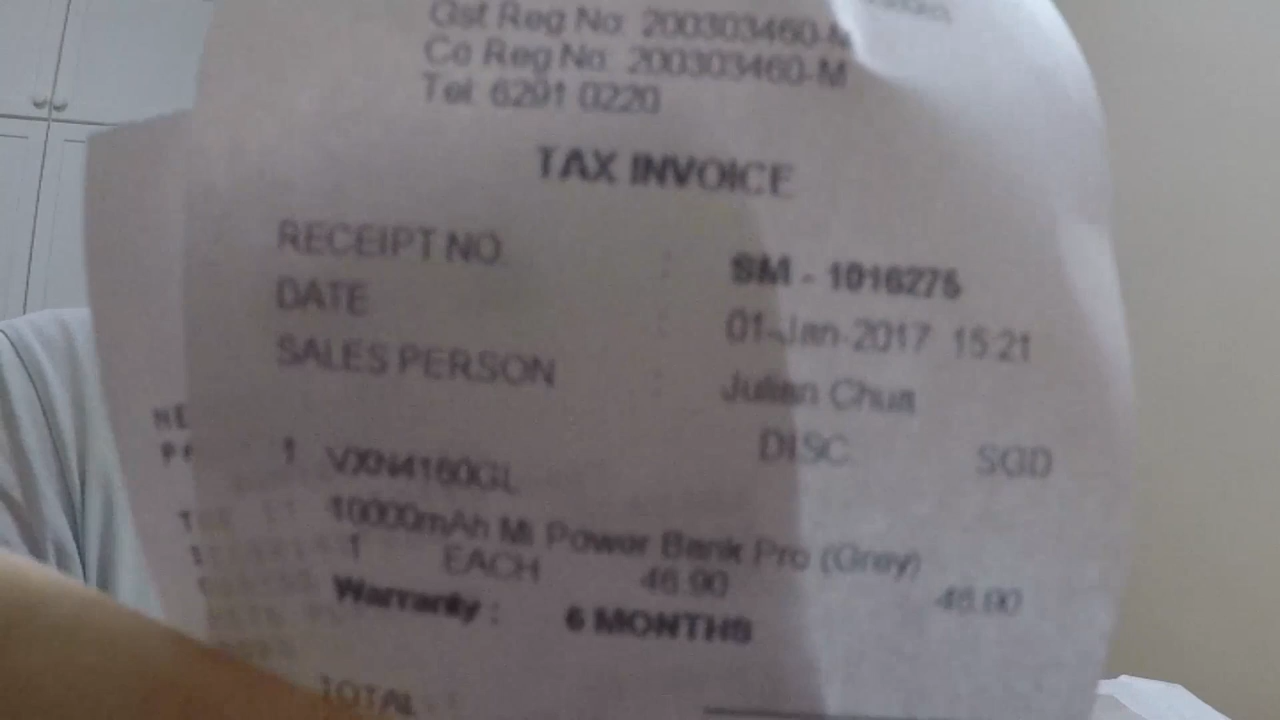 Gst Reg No: 200303460-M
Co Reg No: 200303460-M
Tel: 6291 0220
TAX INVOICE
RECEIPT NO : SM - 1016275
DATE : 01-Jan-2017 15:21
SALES PERSON : Julian Chua
DISC SGD
1 VXN4160GL
10000mAh Mi Power Bank Pro (Grey)
1 EACH 46.90 46.90
Warranty : 6 MONTHS
TOTAL